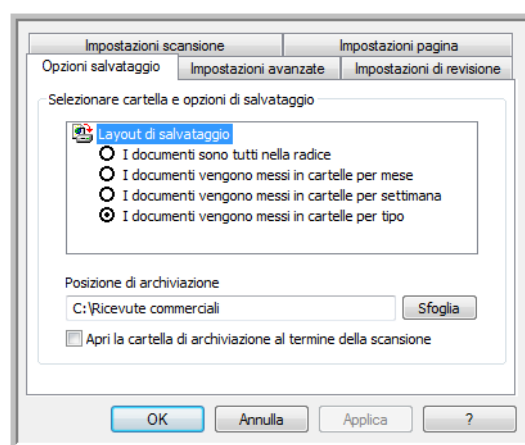 Impostazioni scansione
Impostazioni pagina
Opzioni salvataggio
Impostazioni avanzate
Impostazioni di revisione
Selezionare cartella e opzioni di salvataggio
Layout di salvataggio
I documenti sono tutti nella radice
I documenti vengono messi in cartelle per mese
I documenti vengono messi in cartelle per settimana
I documenti vengono messi in cartelle per tipo
Posizione di archiviazione
C:\Ricevute commerciali
Sfoglia
Apri la cartella di archiviazione al termine della scansione
OK
Annulla
Applica
?